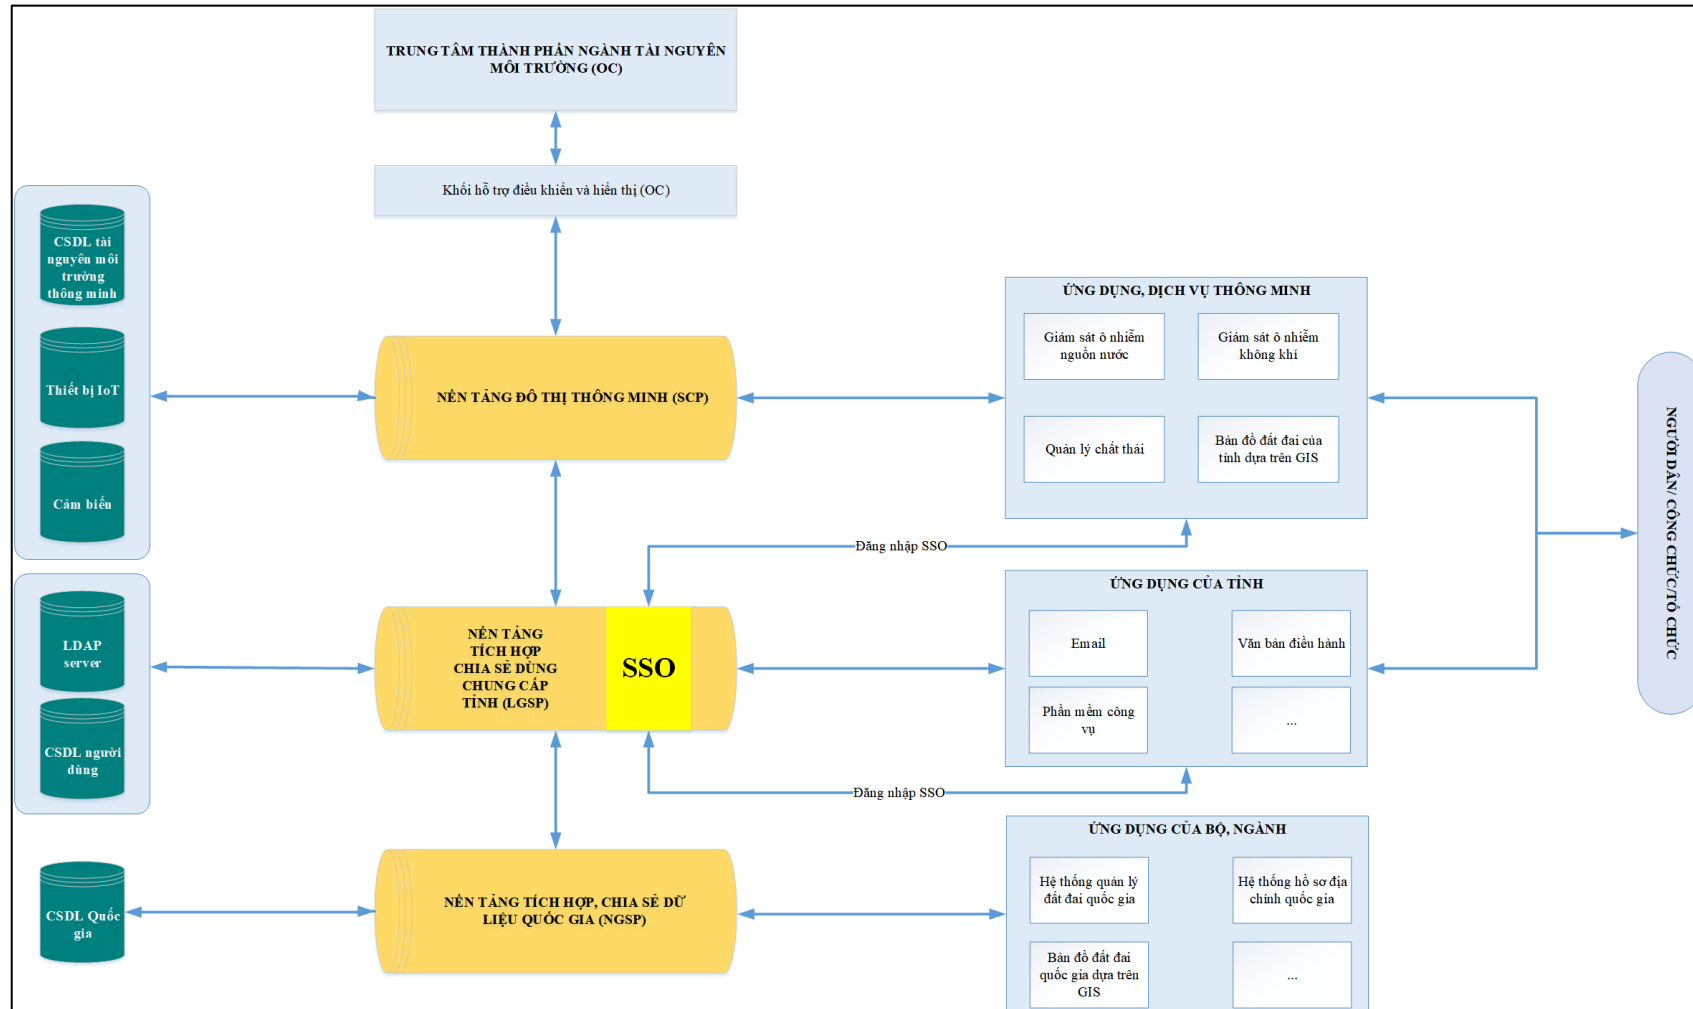 TRUNG TÂM THÀNH PHẦN NGÀNH TÀI NGUYÊN
MÔI TRƯỜNG (OC)
Khối hỗ trợ điều khiển và hiển thị (OC)
CSDL tài
nguyên môi
trường
thông minh
Thiết bị IoT
Cảm biến
NỀN TẢNG ĐÔ THỊ THÔNG MINH (SCP)
ỨNG DỤNG, DỊCH VỤ THÔNG MINH
Giám sát ô nhiễm
nguồn nước
Giám sát ô nhiễm
không khí
Quản lý chất thải
Bản đồ đất đai của
tỉnh dựa trên GIS
NGƯỜI DÂN/ CÔNG CHỨC/TỔ CHỨC
Đăng nhập SSO
LDAP
server
CSDL người
dùng
NỀN TẢNG
TÍCH HỢP
CHIA SẺ DÙNG
CHUNG CẤP
TỈNH (LGSP)
SSO
ỨNG DỤNG CỦA TỈNH
Email
Văn bản điều hành
Phần mềm công
vụ
...
Đăng nhập SSO
CSDL Quốc
gia
NỀN TẢNG TÍCH HỢP, CHIA SẺ DỮ
LIỆU QUỐC GIA (NGSP)
ỨNG DỤNG CỦA BỘ, NGÀNH
Hệ thống quản lý
đất đai quốc gia
Hệ thống hồ sơ địa
chính quốc gia
Bản đồ đất đai
quốc gia dựa trên
GIS
...